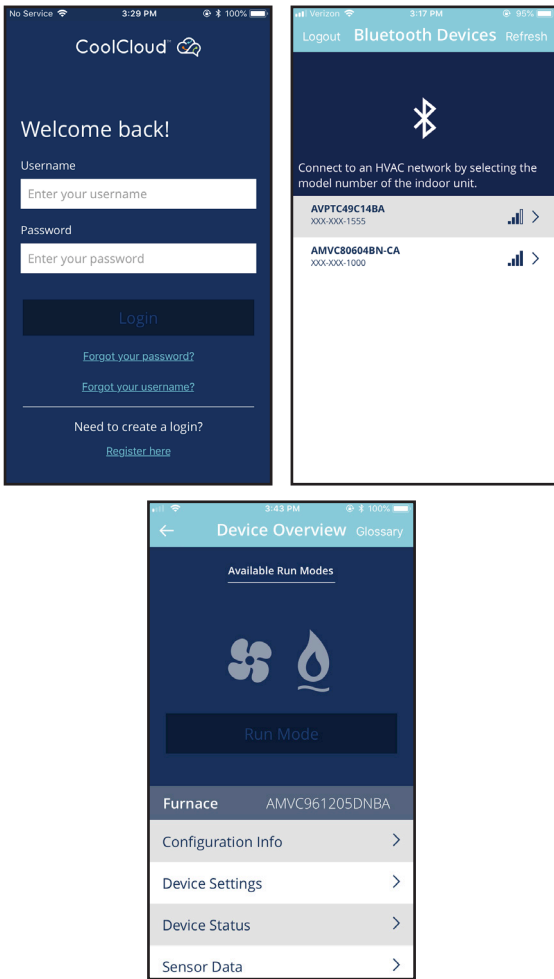 No Service 3:29 PM 100%
CoolCloud™
Welcome back!
Username
Enter your username
Password
Enter your password
Login
Forgot your password?
Forgot your username?
Need to create a login?
Register here
Verizon 3:17 PM 95%
Logout Bluetooth Devices Refresh
Connect to an HVAC network by selecting the
model number of the indoor unit.
AVPTC49C14BA
XXX-XXX-1555
AMVC80604BN-CA
XXX-XXX-1000
3:43 PM 100%
Device Overview Glossary
Available Run Modes
Run Mode
Furnace AMVC961205DNBA
Configuration Info
Device Settings
Device Status
Sensor Data